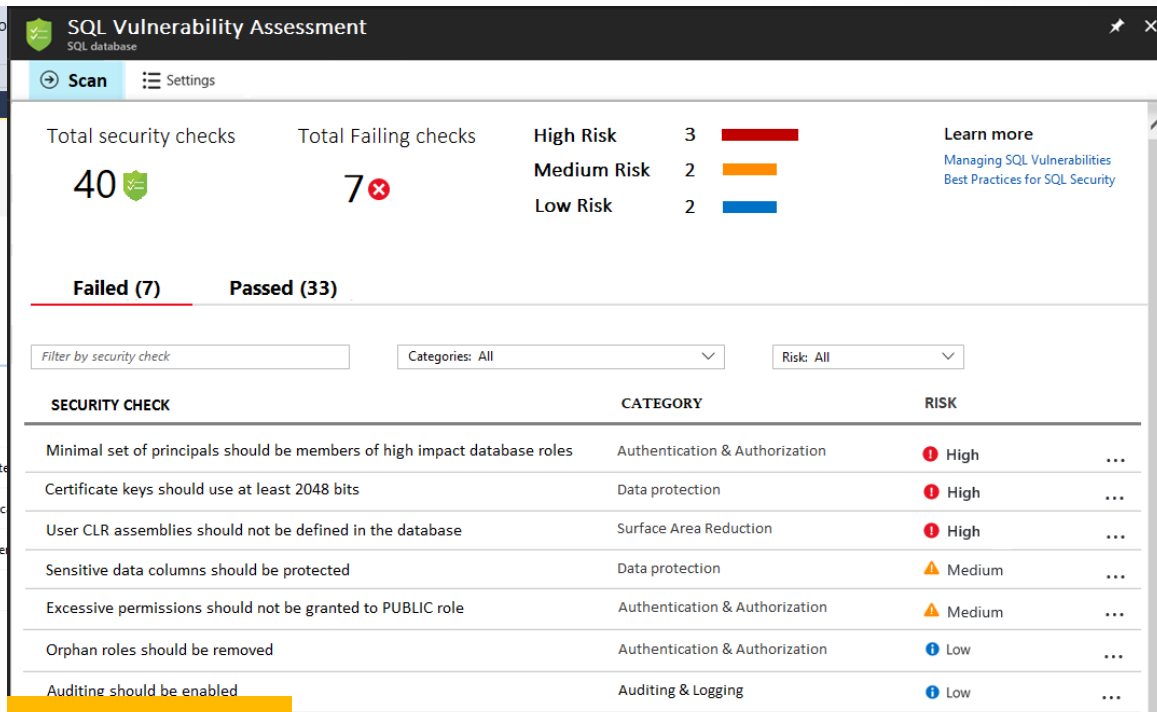 SQL Vulnerability Assessment
SQL database
Scan Settings
Total security checks Total Failing checks High Risk 3 Learn more
40 7 Medium Risk 2 Managing SQL Vulnerabilities
Low Risk 2 Best Practices for SQL Security
Failed (7) Passed (33)
Filter by security check Categories: All Risk: All
SECURITY CHECK CATEGORY RISK
Minimal set of principals should be members of high impact database roles Authentication & Authorization High ...
Certificate keys should use at least 2048 bits Data protection High ...
User CLR assemblies should not be defined in the database Surface Area Reduction High ...
Sensitive data columns should be protected Data protection Medium ...
Excessive permissions should not be granted to PUBLIC role Authentication & Authorization Medium ...
Orphan roles should be removed Authentication & Authorization Low ...
Auditing should be enabled Auditing & Logging Low ...